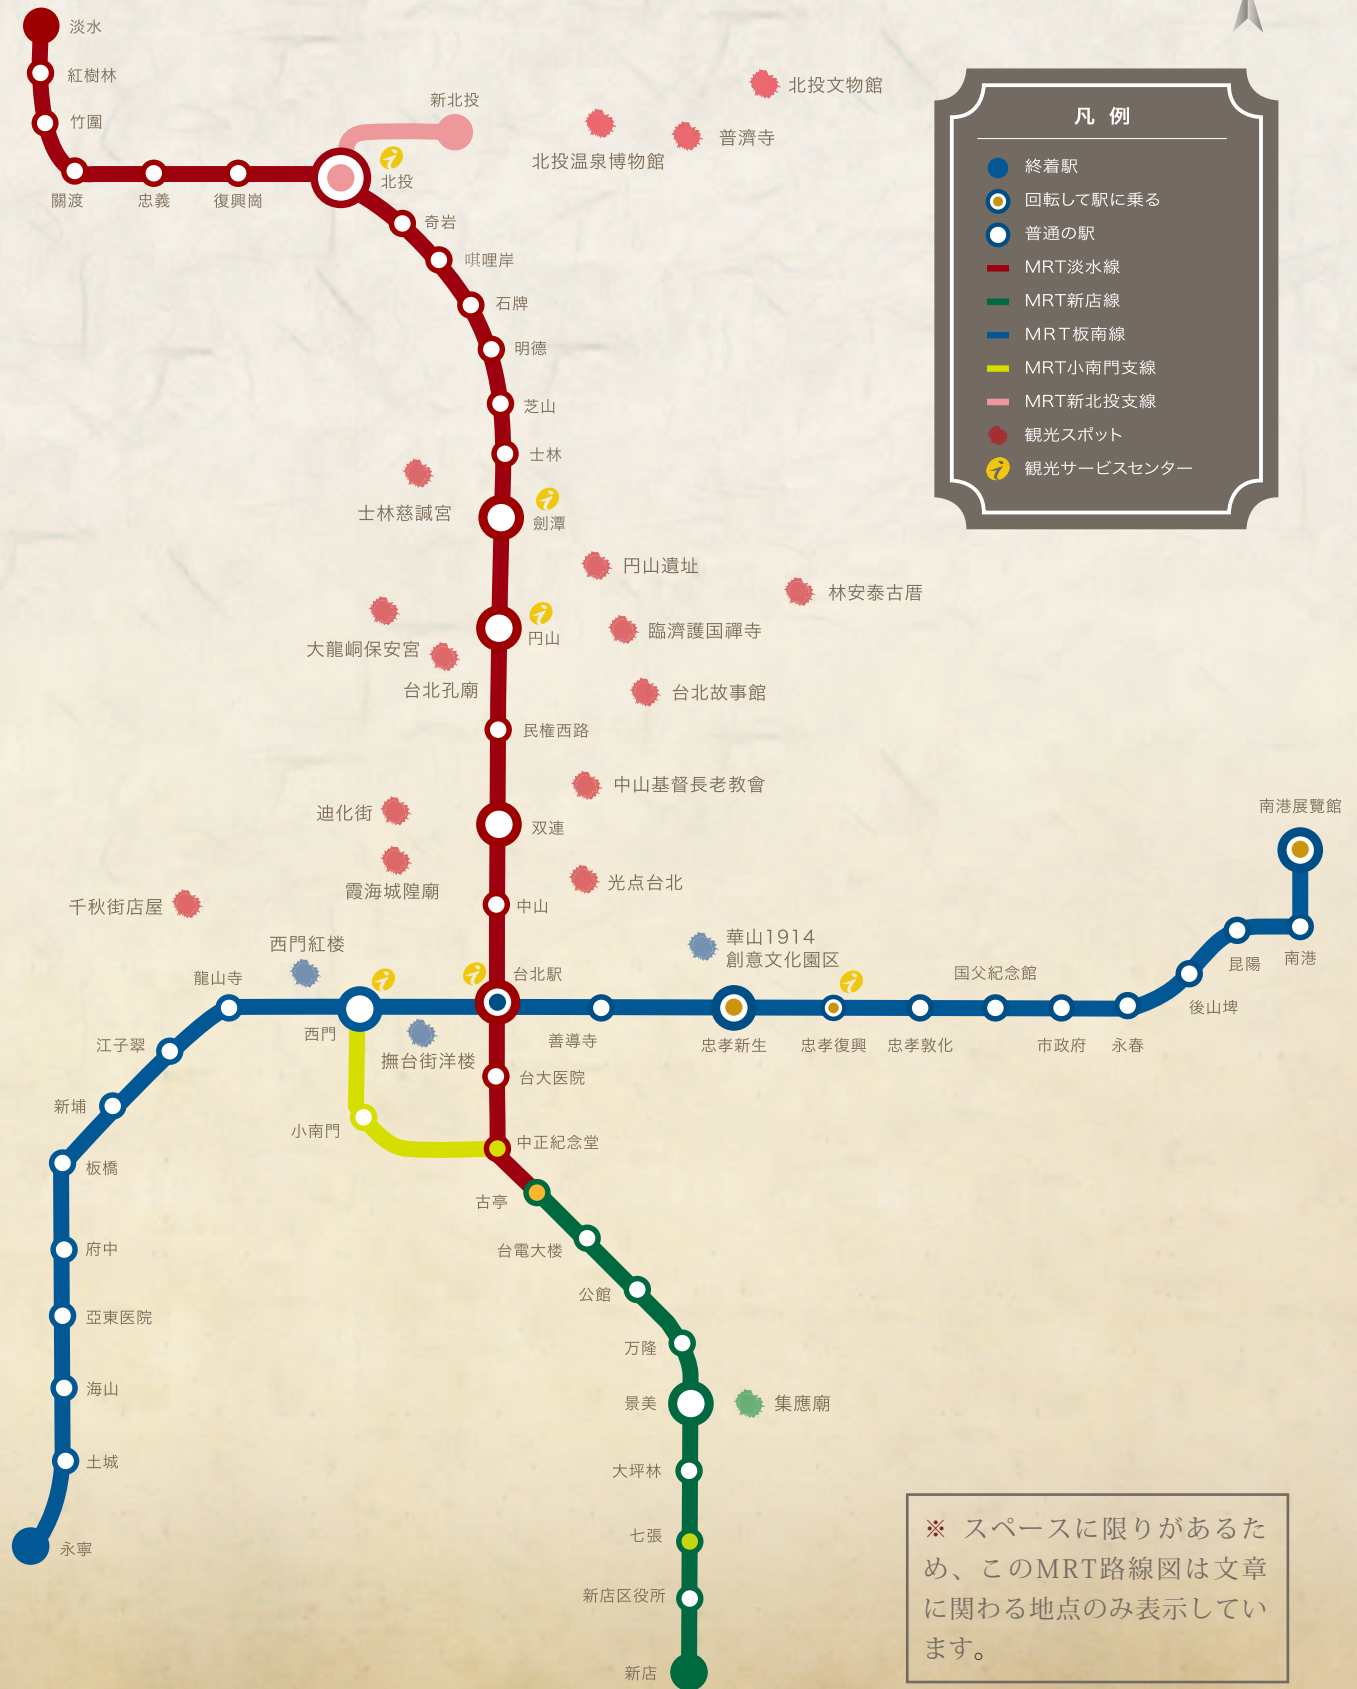 淡水
紅樹林
竹圍
關渡
忠義
復興崗
新北投
北投
北投温泉博物館
北投文物館
普濟寺
奇岩
唭哩岸
石牌
明徳
芝山
士林
士林慈諴宮
劍潭
円山遺址
林安泰古厝
円山
臨濟護国禪寺
大龍峒保安宮
台北孔廟
台北故事館
民権西路
中山基督長老教會
迪化街
双連
霞海城隍廟
光点台北
千秋街店屋
中山
西門紅楼
華山1914
創意文化園区
龍山寺
台北駅
西門
撫台街洋楼
善導寺
忠孝新生
忠孝復興
忠孝敦化
国父紀念館
市政府
永春
後山埤
昆陽
南港
南港展覽館
江子翠
新埔
板橋
府中
亞東医院
海山
土城
永寧
台大医院
小南門
中正紀念堂
古亭
台電大楼
公館
万隆
景美
集應廟
大坪林
七張
新店区役所
新店
凡 例
終着駅
回転して駅に乗る
普通の駅
MRT淡水線
MRT新店線
MRT板南線
MRT小南門支線
MRT新北投支線
観光スポット
観光サービスセンター
※ スペースに限りがあるた
め、このMRT路線図は文章
に関わる地点のみ表示してい
ます。